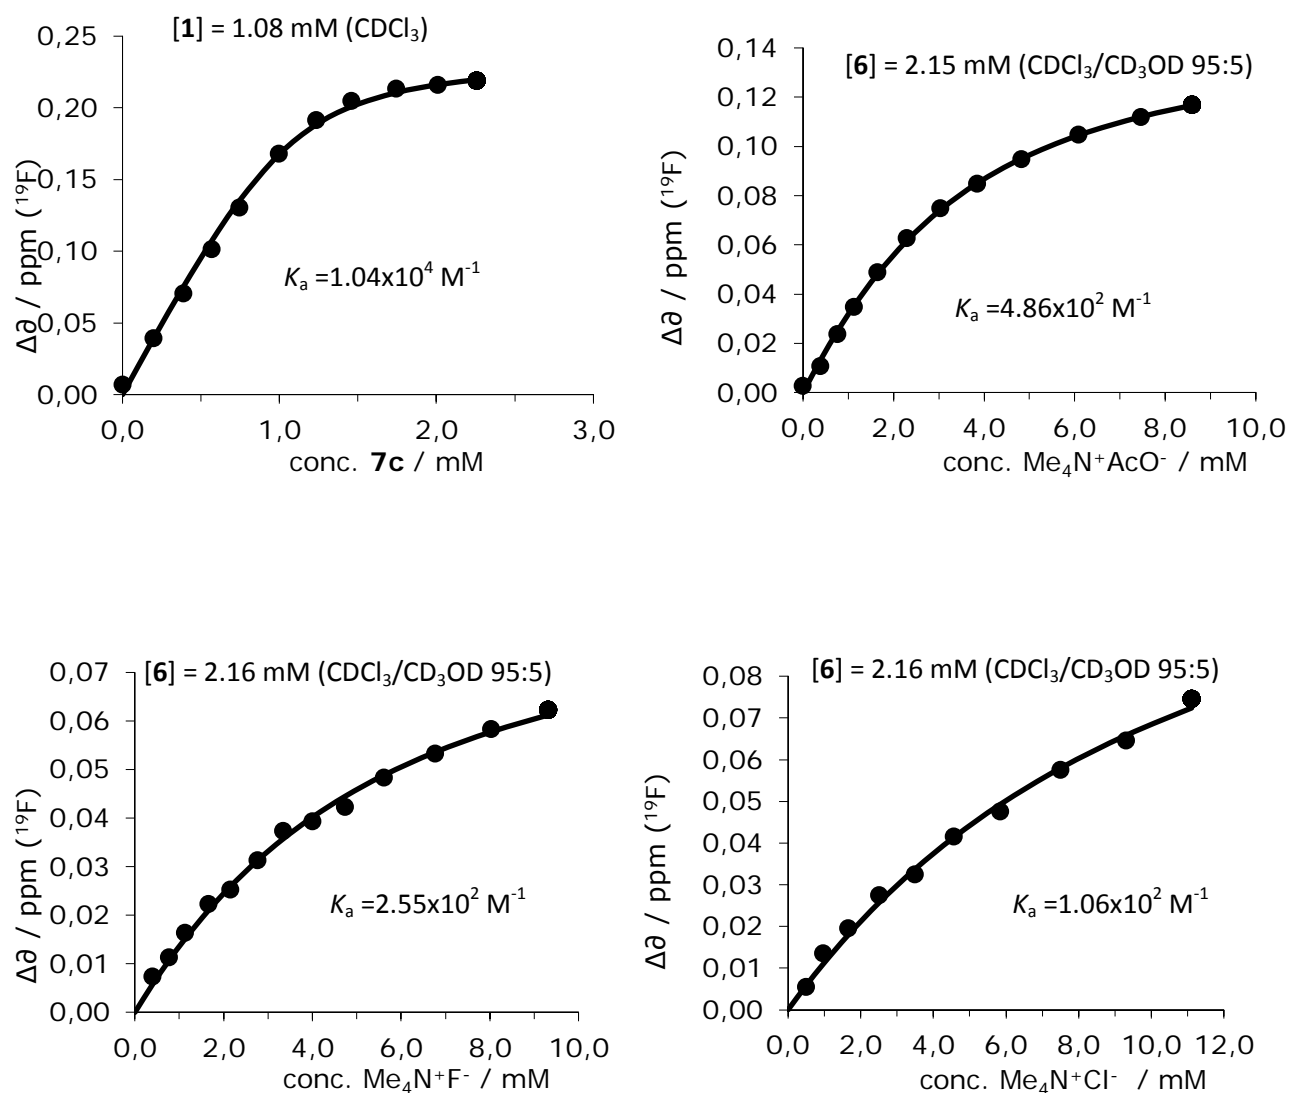 [1] = 1.08 mM (CDCl₃)
0,25
0,20
0,15
0,10
0,05
0,00
Δ∂ / ppm (¹⁹F)
Kₐ =1.04x10⁴ M⁻¹
0,0 1,0 2,0 3,0
conc. 7c / mM
[6] = 2.15 mM (CDCl₃/CD₃OD 95:5)
0,14
0,12
0,10
0,08
0,06
0,04
0,02
0,00
Δ∂ / ppm (¹⁹F)
Kₐ =4.86x10² M⁻¹
0,0 2,0 4,0 6,0 8,0 10,0
conc. Me₄N⁺AcO⁻ / mM
[6] = 2.16 mM (CDCl₃/CD₃OD 95:5)
0,07
0,06
0,05
0,04
0,03
0,02
0,01
0,00
Δ∂ / ppm (¹⁹F)
Kₐ =2.55x10² M⁻¹
0,0 2,0 4,0 6,0 8,0 10,0
conc. Me₄N⁺F⁻ / mM
[6] = 2.16 mM (CDCl₃/CD₃OD 95:5)
0,08
0,07
0,06
0,05
0,04
0,03
0,02
0,01
0,00
Δ∂ / ppm (¹⁹F)
Kₐ =1.06x10² M⁻¹
0,0 2,0 4,0 6,0 8,0 10,0 12,0
conc. Me₄N⁺Cl⁻ / mM